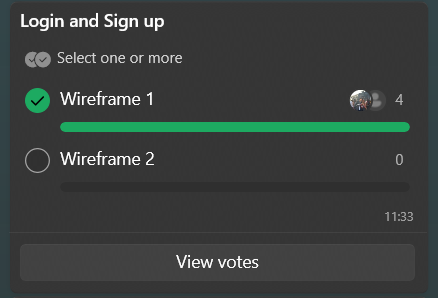 Login and Sign up
Select one or more
Wireframe 1 4
Wireframe 2 0
11:33
View votes